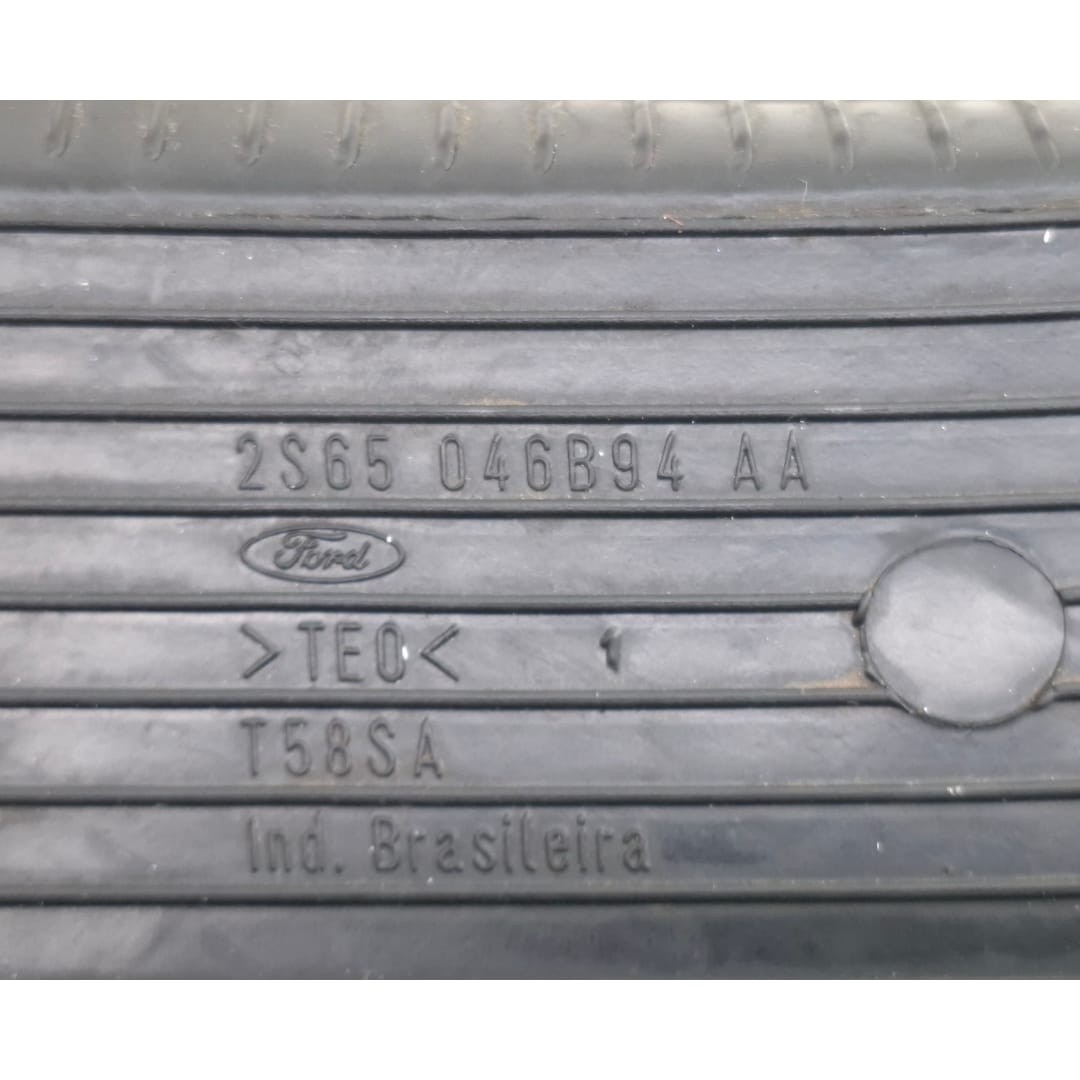 2S65 046B94 AA
Ford
>TEO< 1
T58SA
Ind. Brasileira